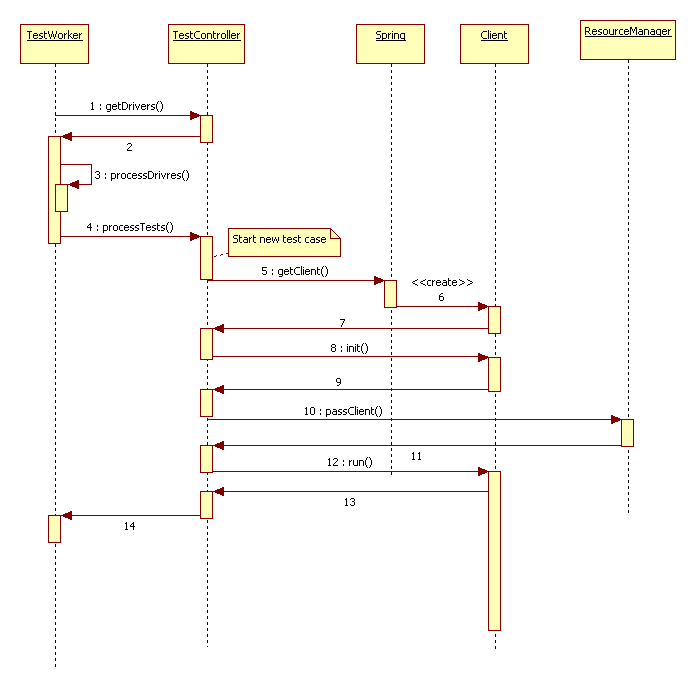 TestWorker
TestController
Spring
Client
ResourceManager
1 : getDrivers()
2
3 : processDrivres()
4 : processTests()
Start new test case
5 : getClient()
<<create>>
6
7
8 : init()
9
10 : passClient()
11
12 : run()
13
14